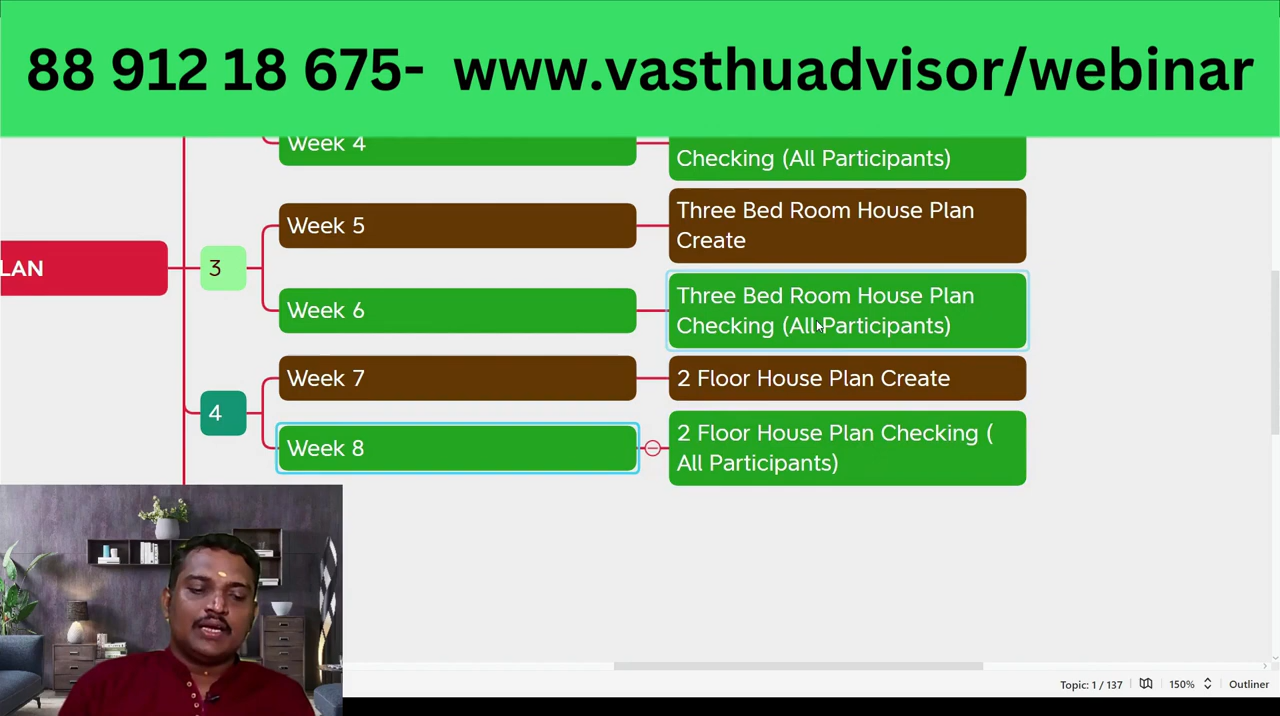 88 912 18 675-  www.vasthuadvisor/webinar
Week 4
Checking (All Participants)
Week 5
Three Bed Room House Plan
Create
LAN
3
Week 6
Three Bed Room House Plan
Checking (All Participants)
Week 7
2 Floor House Plan Create
4
Week 8
2 Floor House Plan Checking (
All Participants)
Topic: 1 / 137
150%
Outliner